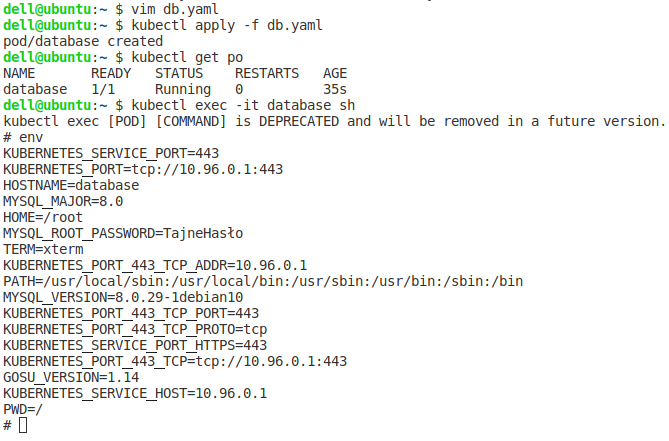 dell@ubuntu:~ $ vim db.yaml
dell@ubuntu:~ $ kubectl apply -f db.yaml
pod/database created
dell@ubuntu:~ $ kubectl get po
NAME       READY   STATUS    RESTARTS   AGE
database   1/1     Running   0          35s
dell@ubuntu:~ $ kubectl exec -it database sh
kubectl exec [POD] [COMMAND] is DEPRECATED and will be removed in a future version.
# env
KUBERNETES_SERVICE_PORT=443
KUBERNETES_PORT=tcp://10.96.0.1:443
HOSTNAME=database
MYSQL_MAJOR=8.0
HOME=/root
MYSQL_ROOT_PASSWORD=TajneHasło
TERM=xterm
KUBERNETES_PORT_443_TCP_ADDR=10.96.0.1
PATH=/usr/local/sbin:/usr/local/bin:/usr/sbin:/usr/bin:/sbin:/bin
MYSQL_VERSION=8.0.29-1debian10
KUBERNETES_PORT_443_TCP_PORT=443
KUBERNETES_PORT_443_TCP_PROTO=tcp
KUBERNETES_SERVICE_PORT_HTTPS=443
KUBERNETES_PORT_443_TCP=tcp://10.96.0.1:443
GOSU_VERSION=1.14
KUBERNETES_SERVICE_HOST=10.96.0.1
PWD=/
#